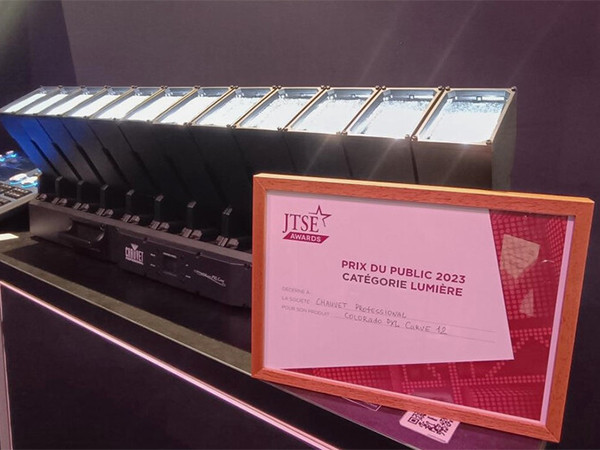 CHAUVET
JTSE
AWARDS
PRIX DU PUBLIC 2023
CATÉGORIE LUMIÈRE
DÉCERNÉ À
LA SOCIÉTÉ CHAUVET PROFESSIONAL
POUR SON PRODUIT COLORado PXL CURVE 12